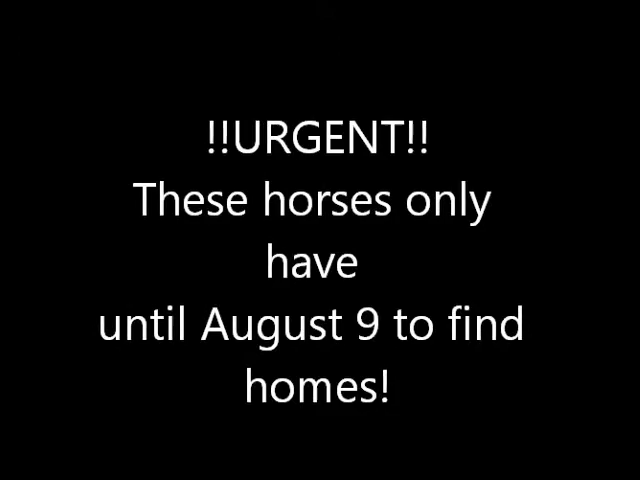 !!URGENT!!
These horses only
have
until August 9 to find
homes!